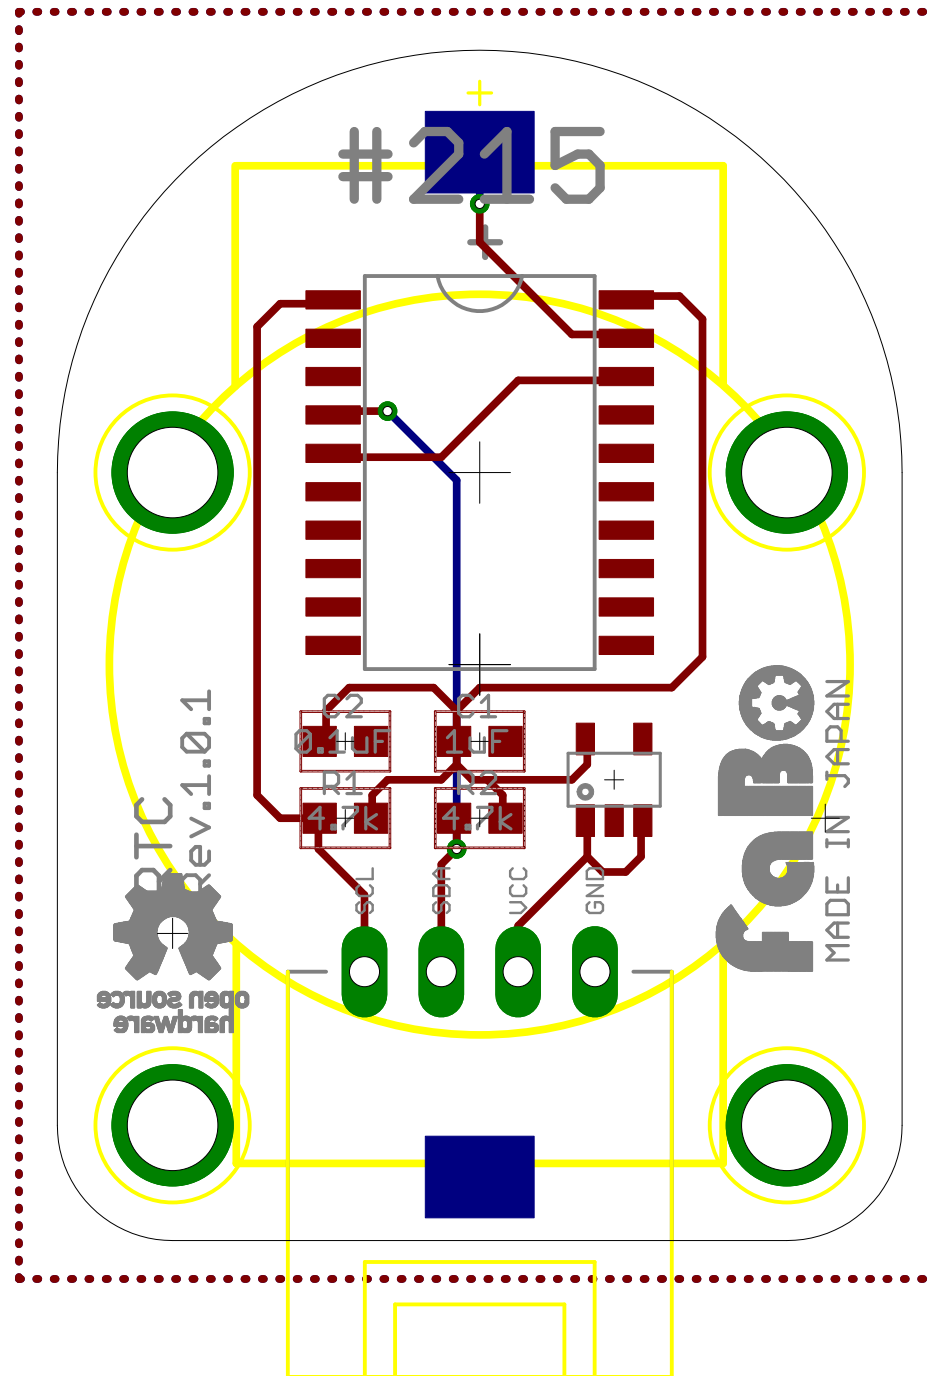 #215
+
C2
C1
0.1uF
1uF
R1
R2
4.7k
4.7k
RTC
Rev.1.0.1
SCL
SDA
VCC
GND
FaBo
MADE IN JAPAN
open source
hardware